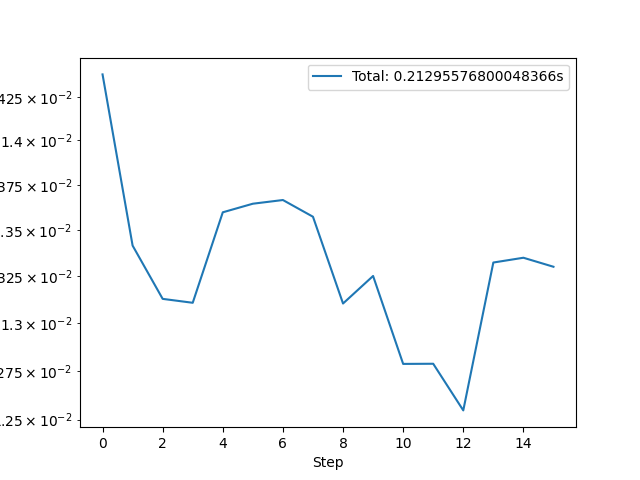 Total: 0.21295576800048366s
425 × 10⁻²
1.4 × 10⁻²
375 × 10⁻²
.35 × 10⁻²
325 × 10⁻²
1.3 × 10⁻²
275 × 10⁻²
1.25 × 10⁻²
0 2 4 6 8 10 12 14
Step